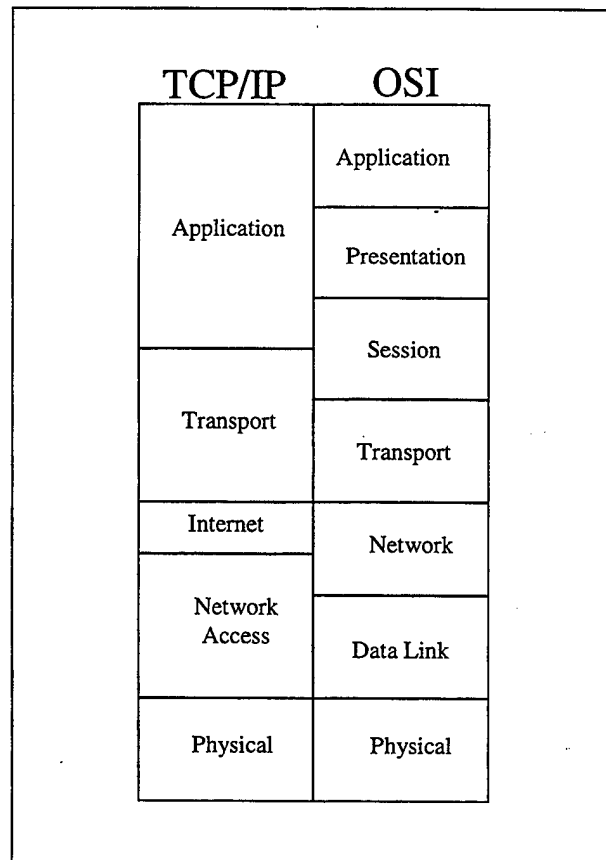 TCP/IP OSI
Application
Application
Presentation
Session
Transport
Transport
Internet
Network
Network
Access
Data Link
Physical Physical